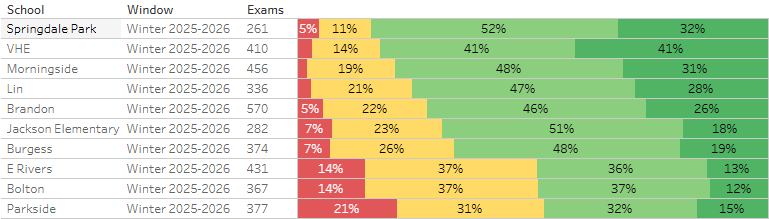 School Window Exams
Springdale Park Winter 2025-2026 261 5% 11% 52% 32%
VHE Winter 2025-2026 410 14% 41% 41%
Morningside Winter 2025-2026 456 19% 48% 31%
Lin Winter 2025-2026 336 21% 47% 28%
Brandon Winter 2025-2026 570 5% 22% 46% 26%
Jackson Elementary Winter 2025-2026 282 7% 23% 51% 18%
Burgess Winter 2025-2026 374 7% 26% 48% 19%
E Rivers Winter 2025-2026 431 14% 37% 36% 13%
Bolton Winter 2025-2026 367 14% 37% 37% 12%
Parkside Winter 2025-2026 377 21% 31% 32% 15%